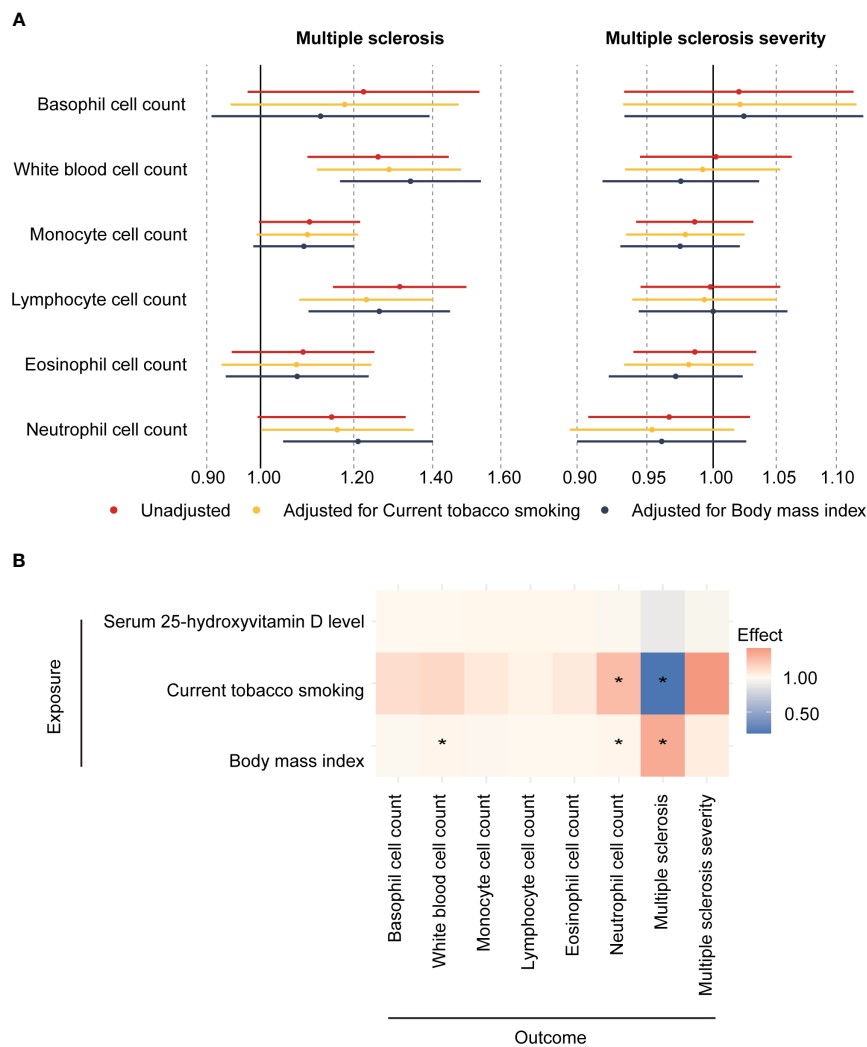 A
Multiple sclerosis
Multiple sclerosis severity
Basophil cell count
White blood cell count
Monocyte cell count
Lymphocyte cell count
Eosinophil cell count
Neutrophil cell count
0.90 1.00 1.20 1.40 1.60
0.90 0.95 1.00 1.05 1.10
Unadjusted Adjusted for Current tobacco smoking Adjusted for Body mass index
B
Exposure
Serum 25-hydroxyvitamin D level
Current tobacco smoking
* *
Body mass index
* * *
Effect
1.00
0.50
Basophil cell count
White blood cell count
Monocyte cell count
Lymphocyte cell count
Eosinophil cell count
Neutrophil cell count
Multiple sclerosis
Multiple sclerosis severity
Outcome